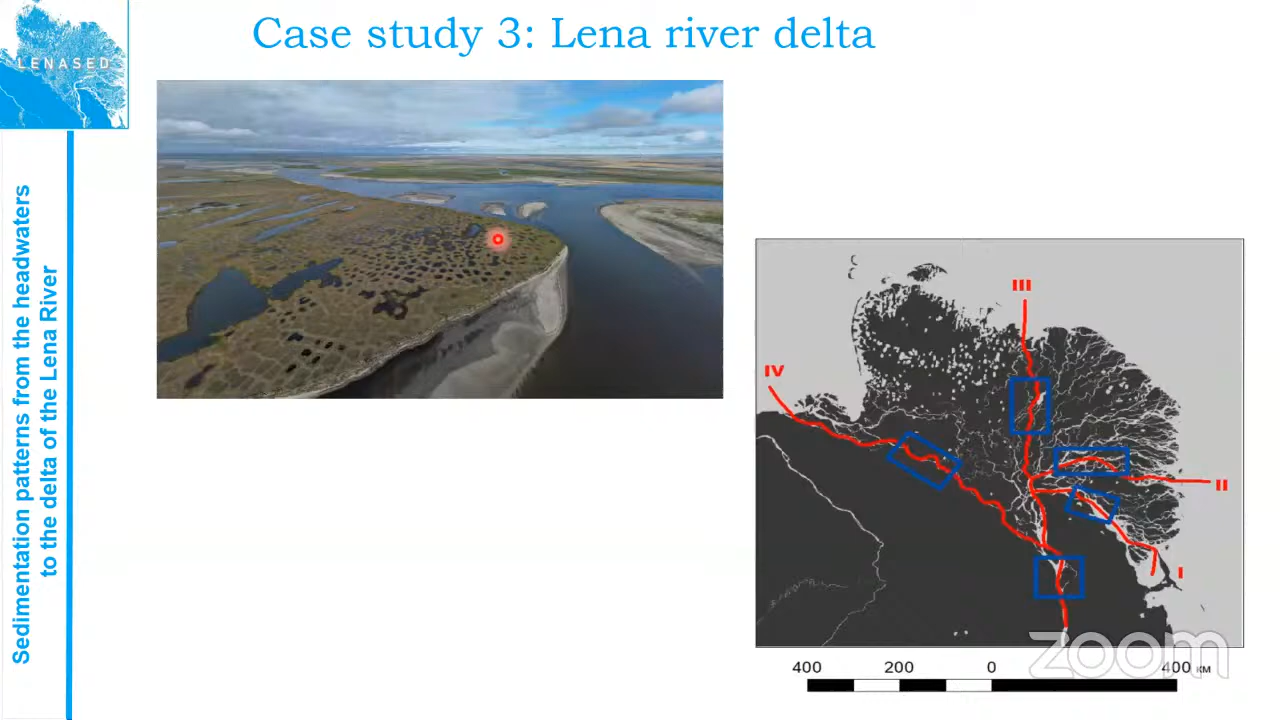 Case study 3: Lena river delta
LENASED
Sedimentation patterns from the headwaters
to the delta of the Lena River
III
IV
II
I
zoom
400 200 0 400 км